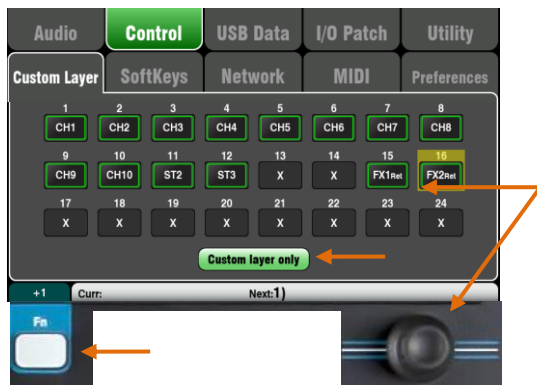 Audio Control USB Data I/O Patch Utility
Custom Layer SoftKeys Network MIDI Preferences
1 2 3 4 5 6 7 8
CH1 CH2 CH3 CH4 CH5 CH6 CH7 CH8
9 10 11 12 13 14 15 16
CH9 CH10 ST2 ST3 X X FX1Ret FX2Ret
17 18 19 20 21 22 23 24
X X X X X X X X
Custom layer only
+1 Curr: Next:1)
Fn